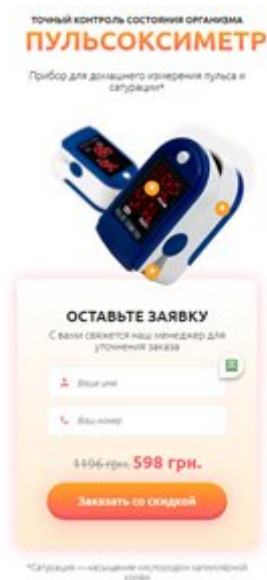 ТОЧНЫЙ КОНТРОЛЬ СОСТОЯНИЯ ОРГАНИЗМА
ПУЛЬСОКСИМЕТР
Прибор для домашнего измерения пульса и
сатурации*
ОСТАВЬТЕ ЗАЯВКУ
С вами свяжется наш менеджер для
уточнения заказа
Ваше имя
Ваш номер
1196 грн. 598 грн.
Заказать со скидкой
*Сатурация — насыщение кислородом капиллярной
крови